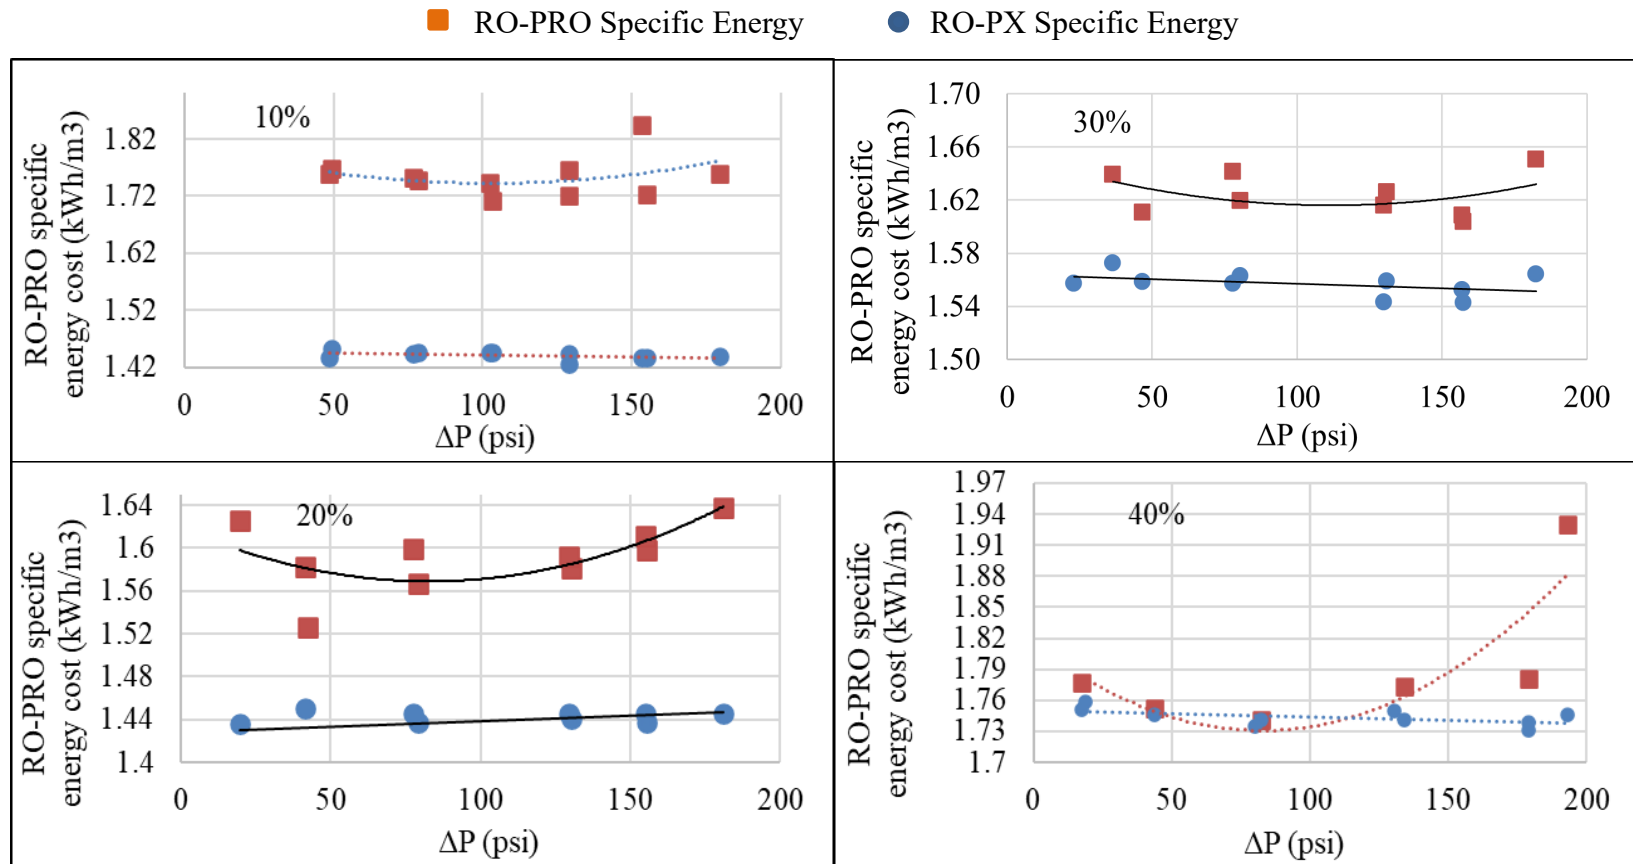 RO-PRO Specific Energy
RO-PX Specific Energy
RO-PRO specific
energy cost (kWh/m3)
10%
1.82
1.72
1.62
1.52
1.42
0 50 100 150 200
ΔP (psi)
RO-PRO specific
energy cost (kWh/m3)
30%
1.70
1.66
1.62
1.58
1.54
1.50
0 50 100 150 200
ΔP (psi)
RO-PRO specific
energy cost (kWh/m3)
20%
1.64
1.6
1.56
1.52
1.48
1.44
1.4
0 50 100 150 200
ΔP (psi)
RO-PRO specific
energy cost (kWh/m3)
40%
1.97
1.94
1.91
1.88
1.85
1.82
1.79
1.76
1.73
1.7
0 50 100 150 200
ΔP (psi)